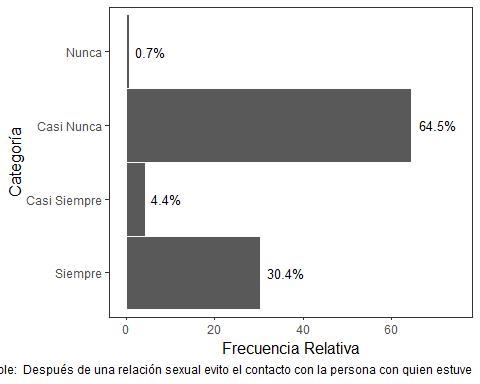 Nunca
0.7%
Casi Nunca
64.5%
Casi Siempre
4.4%
Siempre
30.4%
Categoría
0 20 40 60
Frecuencia Relativa
Después de una relación sexual evito el contacto con la persona con quien estuve